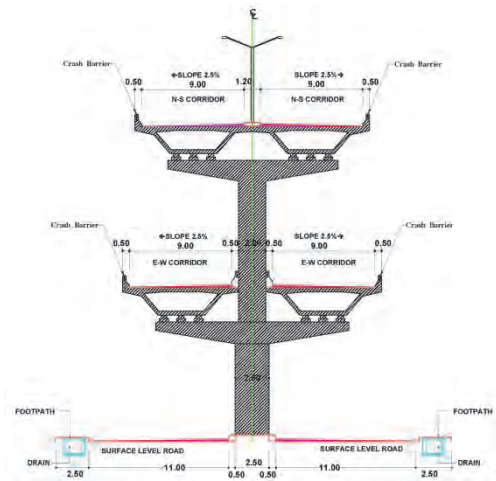 ℄
Crash Barrier
Crash Barrier
←SLOPE 2.5%
SLOPE 2.5%→
0.50
9.00
1.20
9.00
0.50
N-S CORRIDOR
N-S CORRIDOR
Crash Barrier
Crash Barrier
←SLOPE 2.5%
SLOPE 2.5%→
0.50
9.00
0.50
2.00
0.50
9.00
0.50
E-W CORRIDOR
E-W CORRIDOR
2.50
FOOTPATH
FOOTPATH
SURFACE LEVEL ROAD
2.50
SURFACE LEVEL ROAD
DRAIN
DRAIN
2.50
11.00
0.50
0.50
11.00
2.50